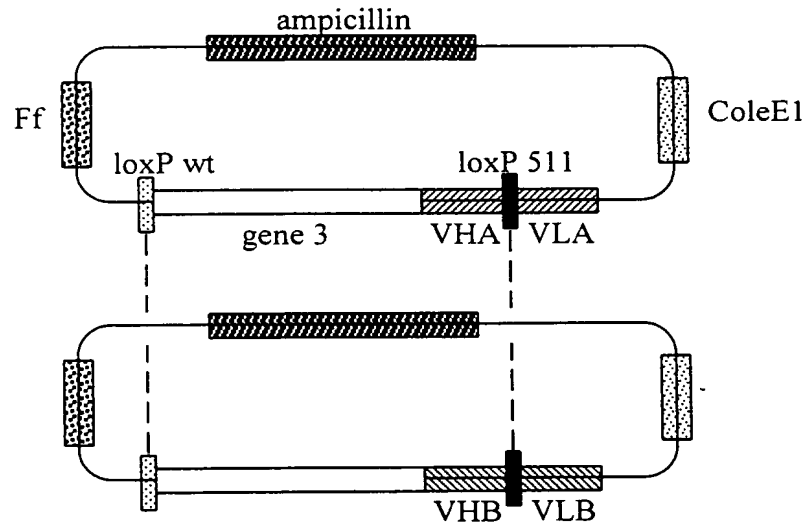 ampicillin
Ff
ColeE1
loxP wt
loxP 511
gene 3
VHA
VLA
VHB
VLB